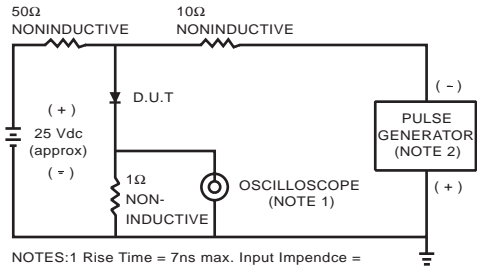 50Ω
NONINDUCTIVE
10Ω
NONINDUCTIVE
D.U.T
( + )
25 Vdc
(approx)
( - )
1Ω
NON-
INDUCTIVE
OSCILLOSCOPE
(NOTE 1)
( - )
PULSE
GENERATOR
(NOTE 2)
( + )
NOTES:1 Rise Time = 7ns max. Input Impendce =